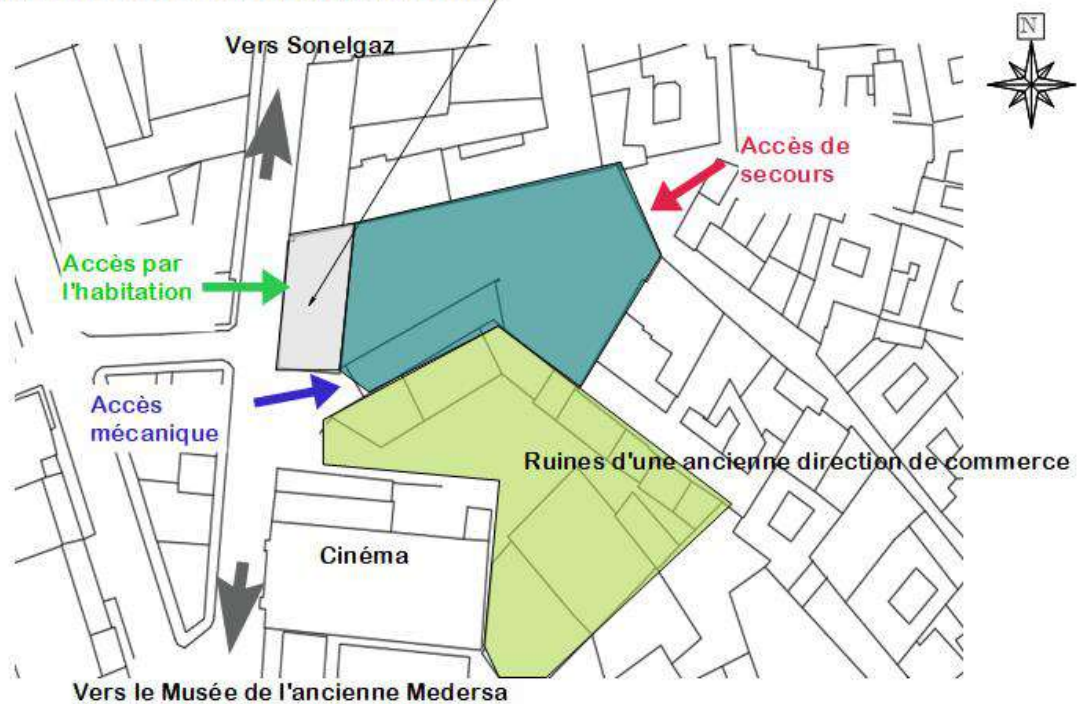 N
Vers Sonelgaz
Accès de
secours
Accès par
l'habitation
Accès
mécanique
Ruines d'une ancienne direction de commerce
Cinéma
Vers le Musée de l'ancienne Medersa